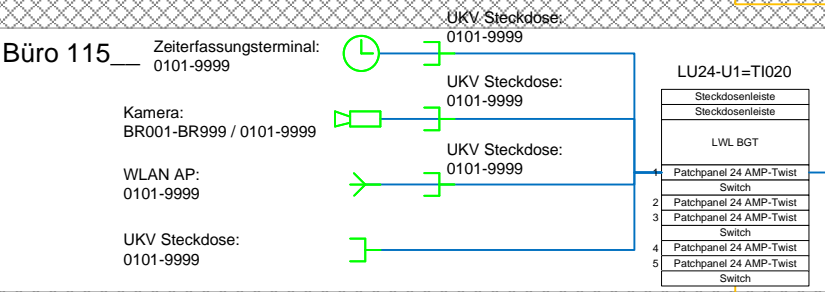 UKV Steckdose:
0101-9999
Büro 115__
Zeiterfassungsterminal:
0101-9999
UKV Steckdose:
0101-9999
Kamera:
BR001-BR999 / 0101-9999
UKV Steckdose:
0101-9999
WLAN AP:
0101-9999
UKV Steckdose:
0101-9999
LU24-U1=TI020
Steckdosenleiste
Steckdosenleiste
LWL BGT
1 Patchpanel 24 AMP-Twist
Switch
2 Patchpanel 24 AMP-Twist
3 Patchpanel 24 AMP-Twist
Switch
4 Patchpanel 24 AMP-Twist
5 Patchpanel 24 AMP-Twist
Switch